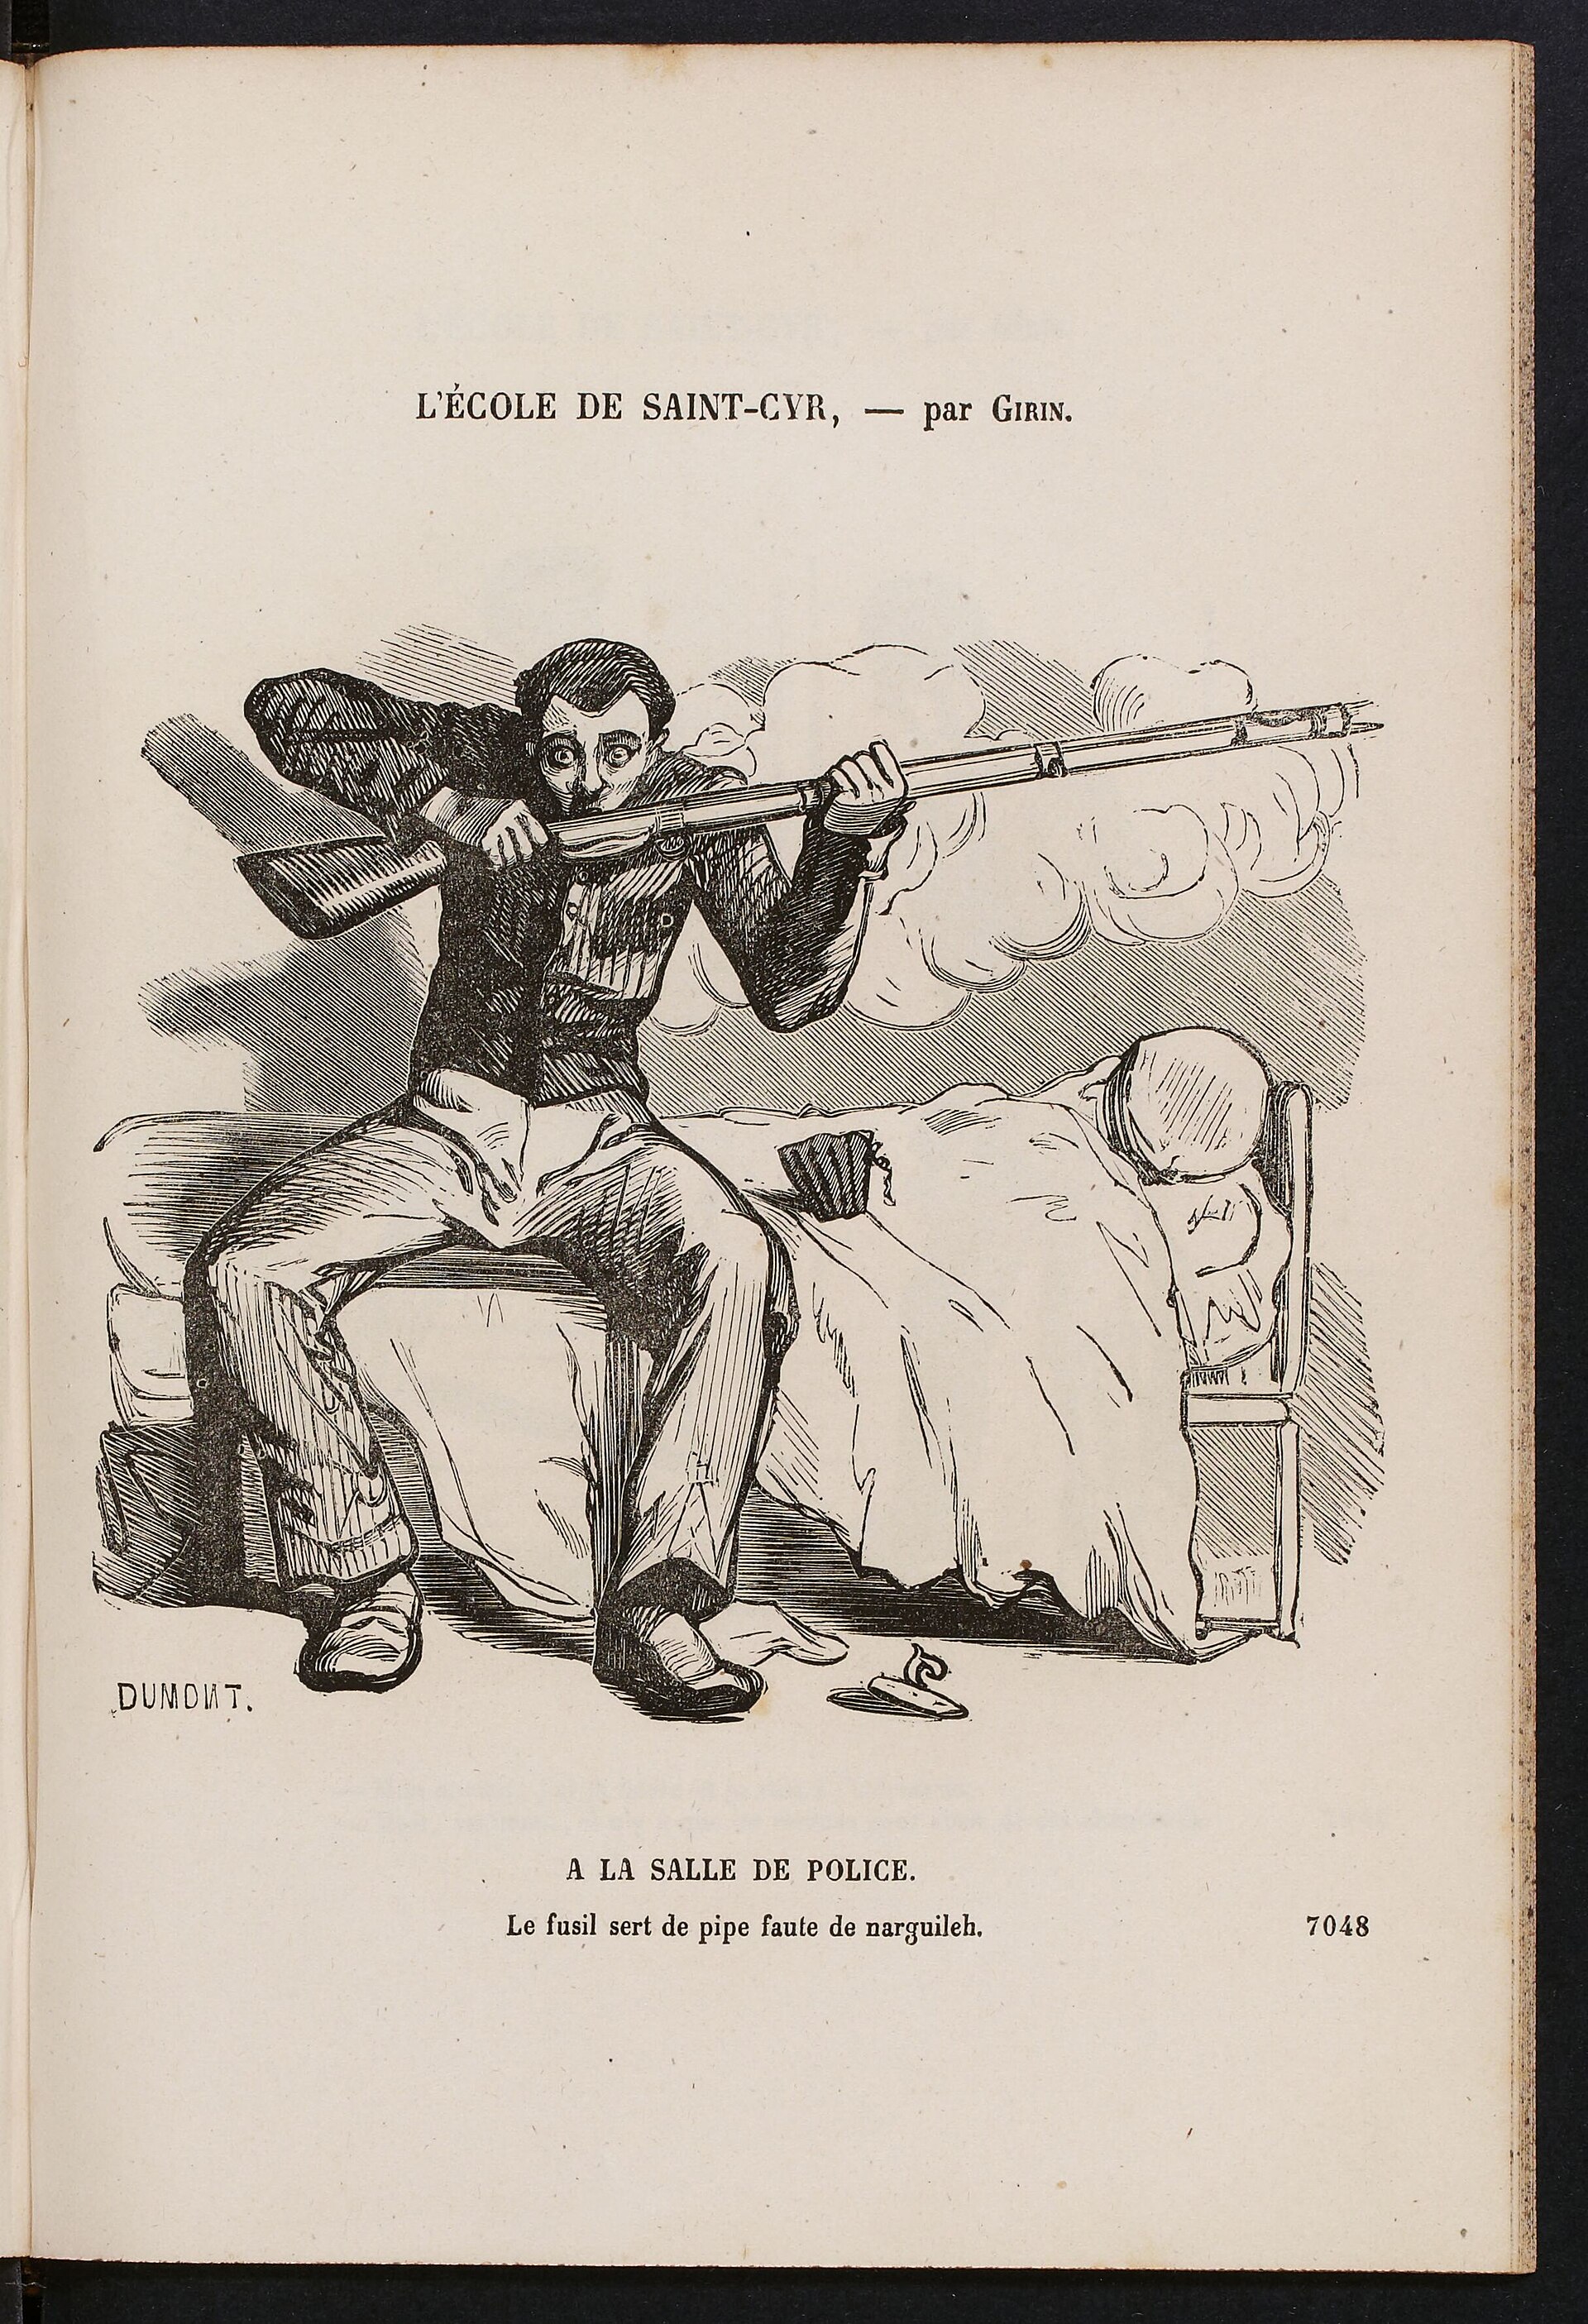 L'ÉCOLE DE SAINT-CYR, — par GIRIN.
DUMONT.
A LA SALLE DE POLICE.
Le fusil sert de pipe faute de narguileh.
7048